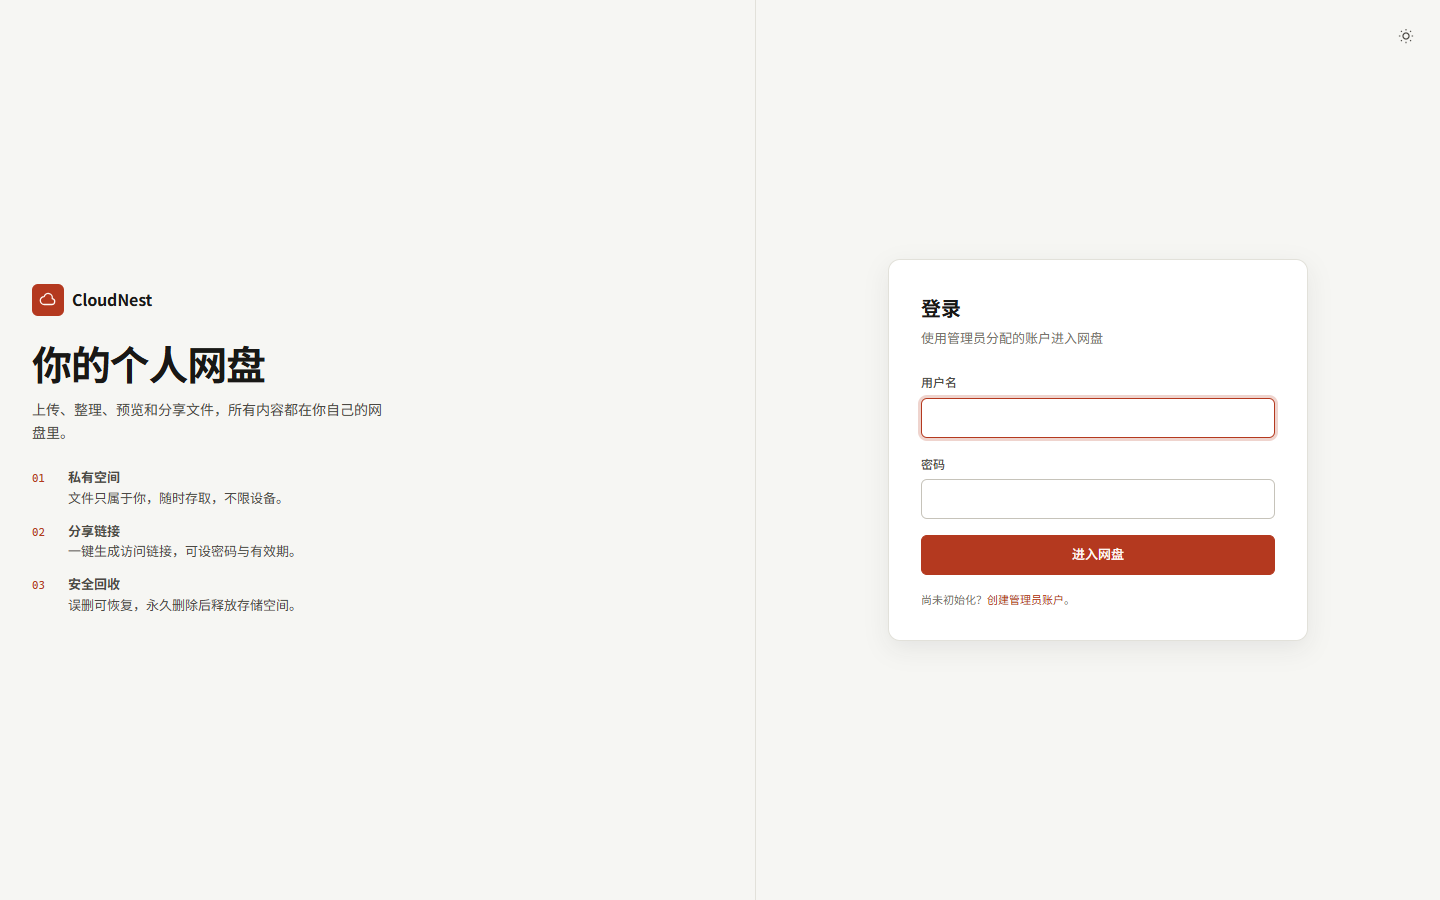 CloudNest
你的个人网盘
上传、整理、预览和分享文件，所有内容都在你自己的网
盘里。
01 私有空间
文件只属于你，随时存取，不限设备。
02 分享链接
一键生成访问链接，可设密码与有效期。
03 安全回收
误删可恢复，永久删除后释放存储空间。
登录
使用管理员分配的账户进入网盘
用户名
密码
进入网盘
尚未初始化？创建管理员账户。